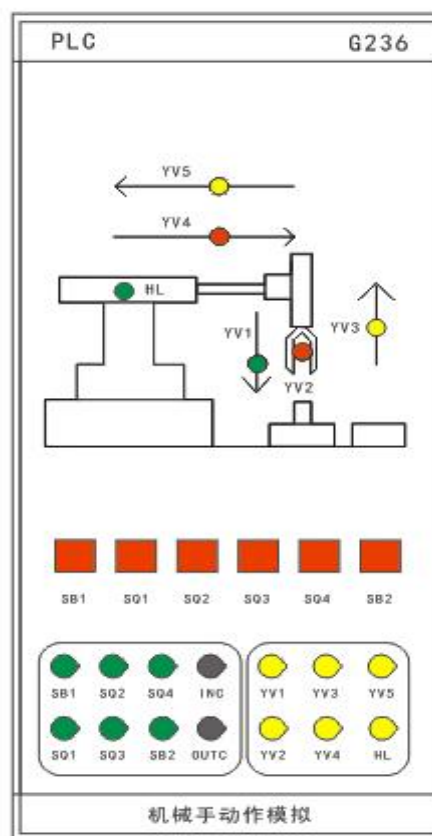 PLC G236
YV5
YV4
HL
YV1
YV3
YV2
SB1 SQ1 SQ2 SQ3 SQ4 SB2
SB1 SQ2 SQ4 INC YV1 YV3 YV5
SQ1 SQ3 SB2 OUTC YV2 YV4 HL
机械手动作模拟